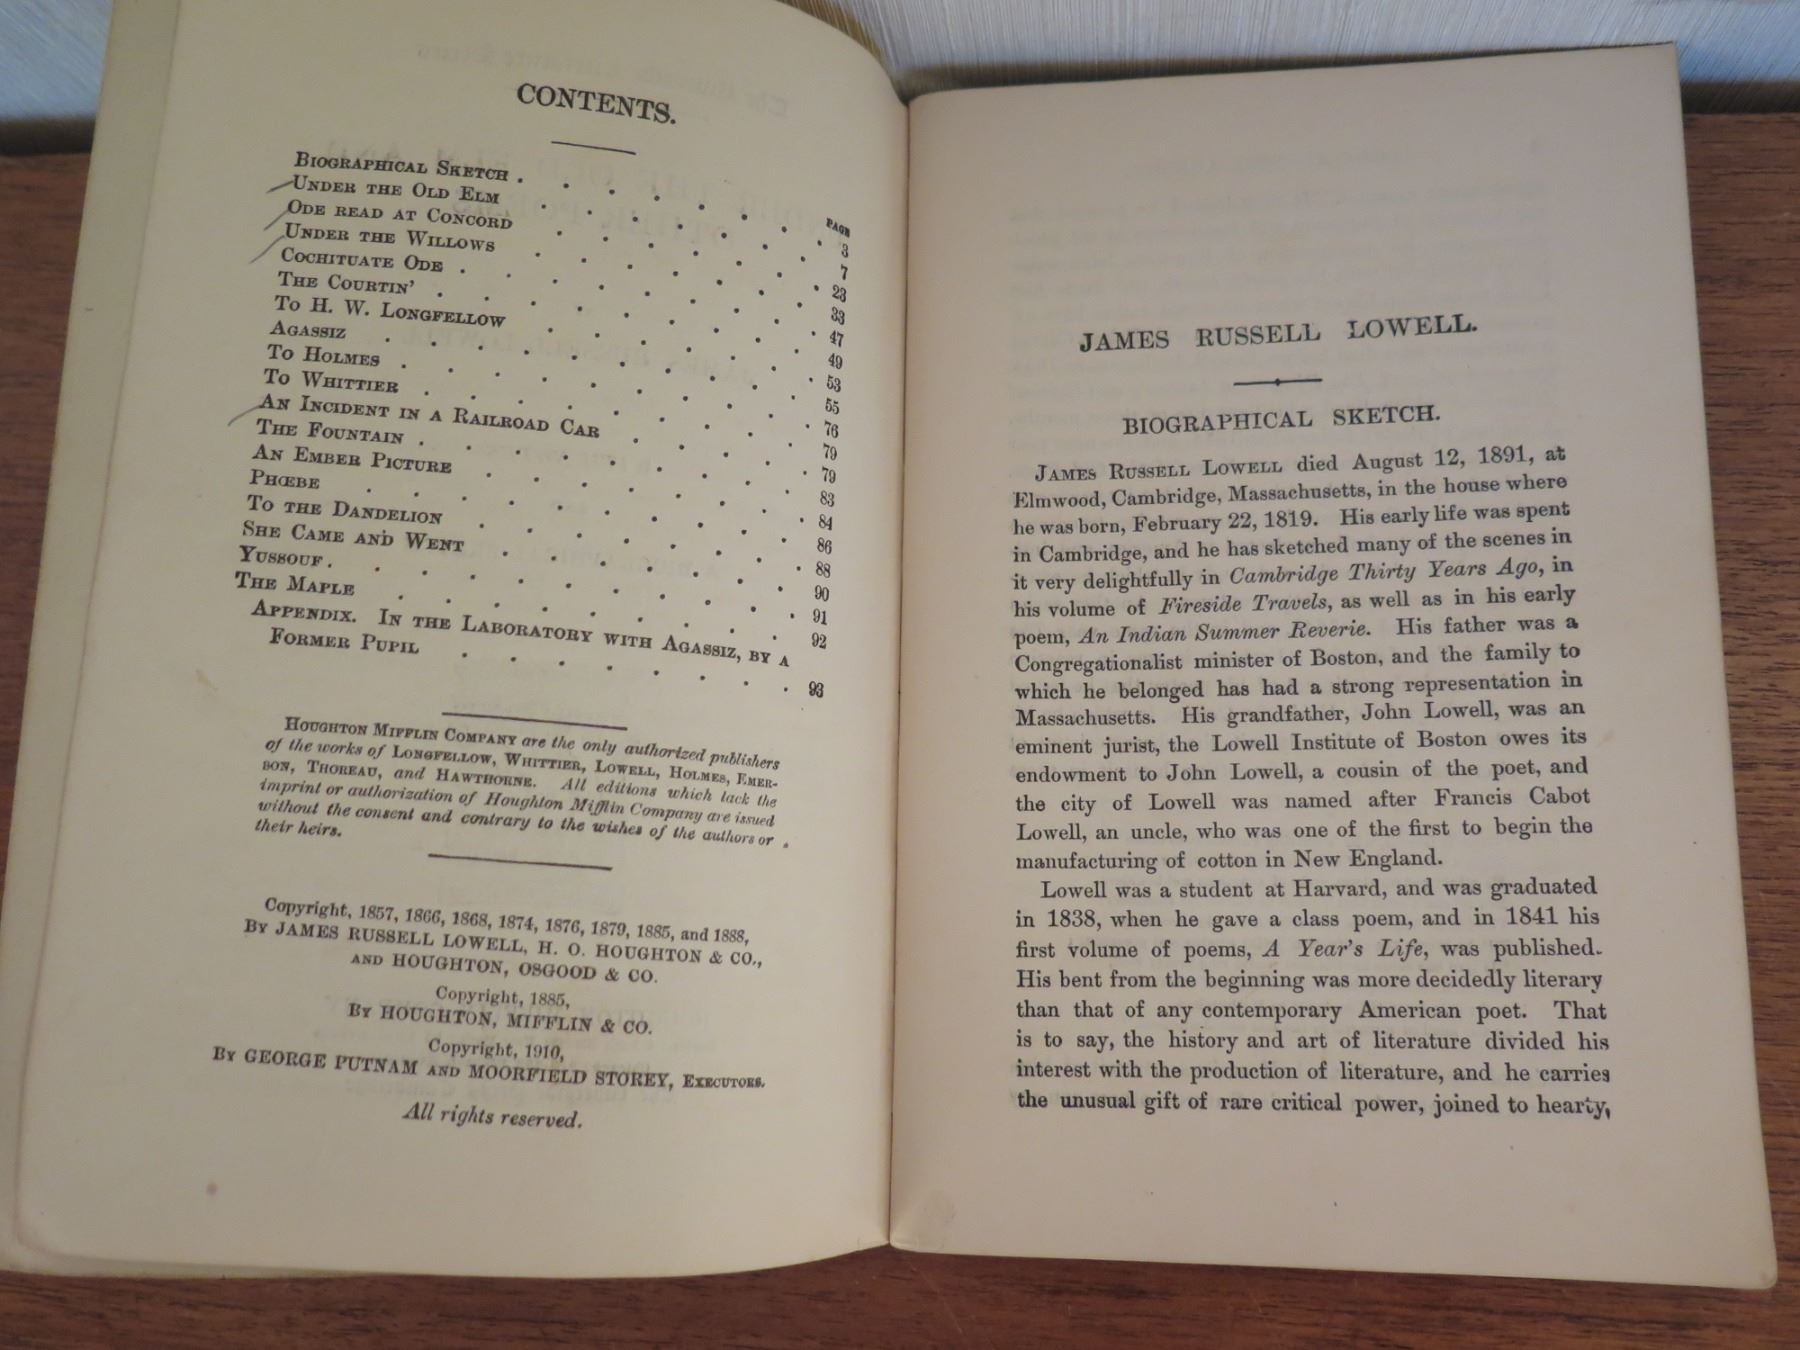 CONTENTS.
PAGE
BIOGRAPHICAL SKETCH . . . . . . . 3
UNDER THE OLD ELM . . . . . . . 7
ODE READ AT CONCORD . . . . . . . 23
UNDER THE WILLOWS . . . . . . . 33
COCHITUATE ODE . . . . . . . . 47
THE COURTIN' . . . . . . . . 49
TO H. W. LONGFELLOW . . . . . . 53
AGASSIZ . . . . . . . . . 55
TO HOLMES . . . . . . . . . 76
TO WHITTIER . . . . . . . . 79
AN INCIDENT IN A RAILROAD CAR . . . . 79
THE FOUNTAIN . . . . . . . . 83
AN EMBER PICTURE . . . . . . . 84
PHŒBE . . . . . . . . . 86
TO THE DANDELION . . . . . . . 88
SHE CAME AND WENT . . . . . . . 90
YUSSOUF . . . . . . . . . 91
THE MAPLE . . . . . . . . . 92
APPENDIX. IN THE LABORATORY WITH AGASSIZ, BY A
FORMER PUPIL . . . . . . . 93
HOUGHTON MIFFLIN COMPANY are the only authorized publishers
of the works of LONGFELLOW, WHITTIER, LOWELL, HOLMES, EMER-
SON, THOREAU, and HAWTHORNE. All editions which lack the
imprint or authorization of Houghton Mifflin Company are issued
without the consent and contrary to the wishes of the authors or
their heirs.
Copyright, 1857, 1866, 1868, 1874, 1876, 1879, 1885, and 1888,
BY JAMES RUSSELL LOWELL, H. O. HOUGHTON & CO.,
AND HOUGHTON, OSGOOD & CO.
Copyright, 1885,
BY HOUGHTON, MIFFLIN & CO.
Copyright, 1910,
BY GEORGE PUTNAM AND MOORFIELD STOREY, EXECUTORS.
All rights reserved.
JAMES RUSSELL LOWELL.
BIOGRAPHICAL SKETCH.
JAMES RUSSELL LOWELL died August 12, 1891, at
Elmwood, Cambridge, Massachusetts, in the house where
he was born, February 22, 1819. His early life was spent
in Cambridge, and he has sketched many of the scenes in
it very delightfully in Cambridge Thirty Years Ago, in
his volume of Fireside Travels, as well as in his early
poem, An Indian Summer Reverie. His father was a
Congregationalist minister of Boston, and the family to
which he belonged has had a strong representation in
Massachusetts. His grandfather, John Lowell, was an
eminent jurist, the Lowell Institute of Boston owes its
endowment to John Lowell, a cousin of the poet, and
the city of Lowell was named after Francis Cabot
Lowell, an uncle, who was one of the first to begin the
manufacturing of cotton in New England.
Lowell was a student at Harvard, and was graduated
in 1838, when he gave a class poem, and in 1841 his
first volume of poems, A Year's Life, was published.
His bent from the beginning was more decidedly literary
than that of any contemporary American poet. That
is to say, the history and art of literature divided his
interest with the production of literature, and he carries
the unusual gift of rare critical power, joined to hearty,